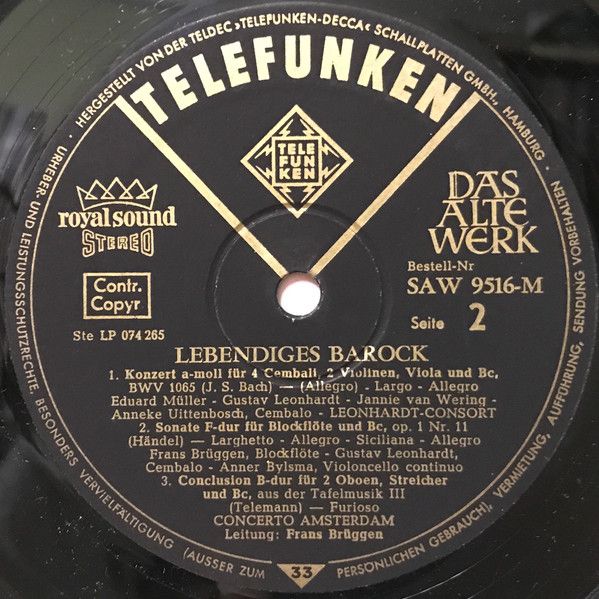 · HERGESTELLT VON DER TELDEC »TELEFUNKEN-DECCA« SCHALLPLATTEN GMBH., HAMBURG ·
TELEFUNKEN
TELE
FUN
KEN
royal sound
STEREO
DAS
ALTE
WERK
Contr.
Copyr
Bestell-Nr
SAW 9516-M
Ste LP 074 265
Seite 2
LEBENDIGES BAROCK
1. Konzert a-moll für 4 Cembali, 2 Violinen, Viola und Bc,
BWV 1065 (J. S. Bach) — (Allegro) - Largo - Allegro
Eduard Müller - Gustav Leonhardt - Jannie van Wering -
Anneke Uittenbosch, Cembalo - LEONHARDT-CONSORT
2. Sonate F-dur für Blockflöte und Bc, op. 1 Nr. 11
(Händel) — Larghetto - Allegro - Siciliana - Allegro
Frans Brüggen, Blockflöte - Gustav Leonhardt,
Cembalo - Anner Bylsma, Violoncello continuo
3. Conclusion B-dur für 2 Oboen, Streicher
und Bc, aus der Tafelmusik III
(Telemann) — Furioso
CONCERTO AMSTERDAM
Leitung: Frans Brüggen
33
URHEBER- UND LEISTUNGSSCHUTZRECHTE, BESONDERS VERVIELFÄLTIGUNG (AUSSER ZUM PERSÖNLICHEN GEBRAUCH), VERMIETUNG, AUFFÜHRUNG, SENDUNG VORBEHALTEN